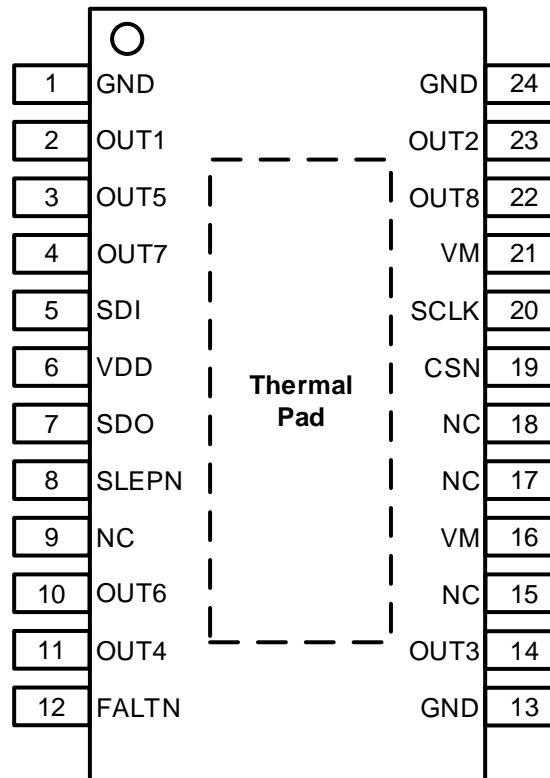 1 GND GND 24
2 OUT1 OUT2 23
3 OUT5 OUT8 22
4 OUT7 VM 21
5 SDI SCLK 20
6 VDD CSN 19
Thermal
Pad
7 SDO NC 18
8 SLEPN NC 17
9 NC VM 16
10 OUT6 NC 15
11 OUT4 OUT3 14
12 FALTN GND 13